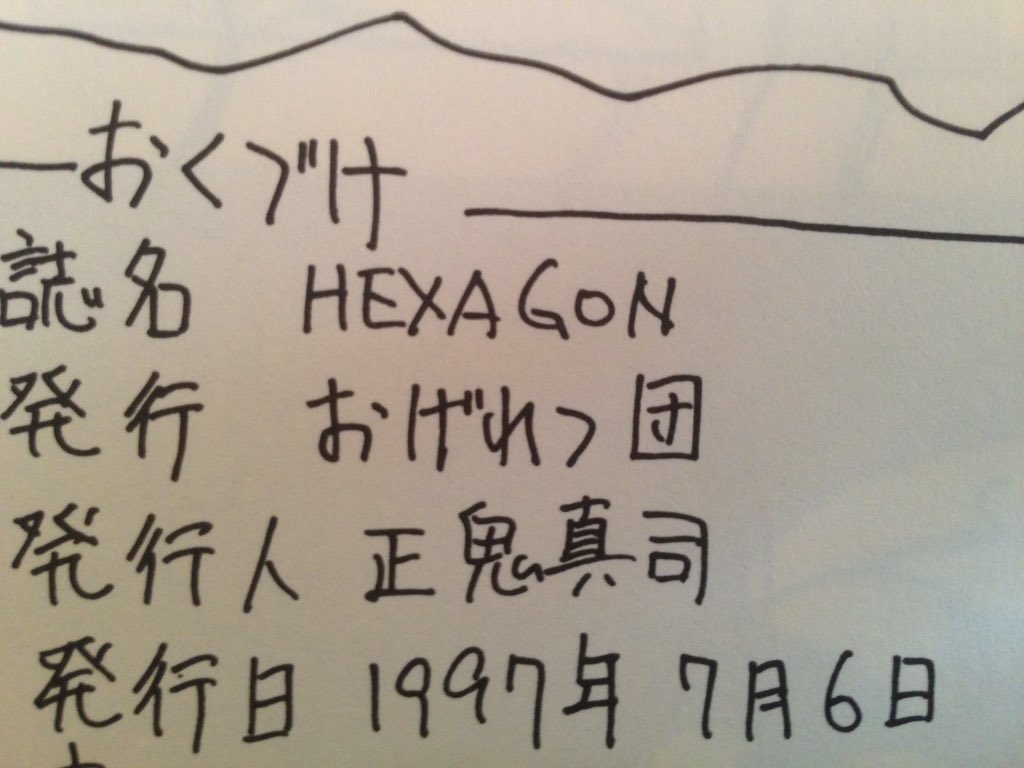 おくづけ
誌名 HEXAGON
発行 おげれつ団
発行人 正鬼真司
発行日 1997年 7月6日